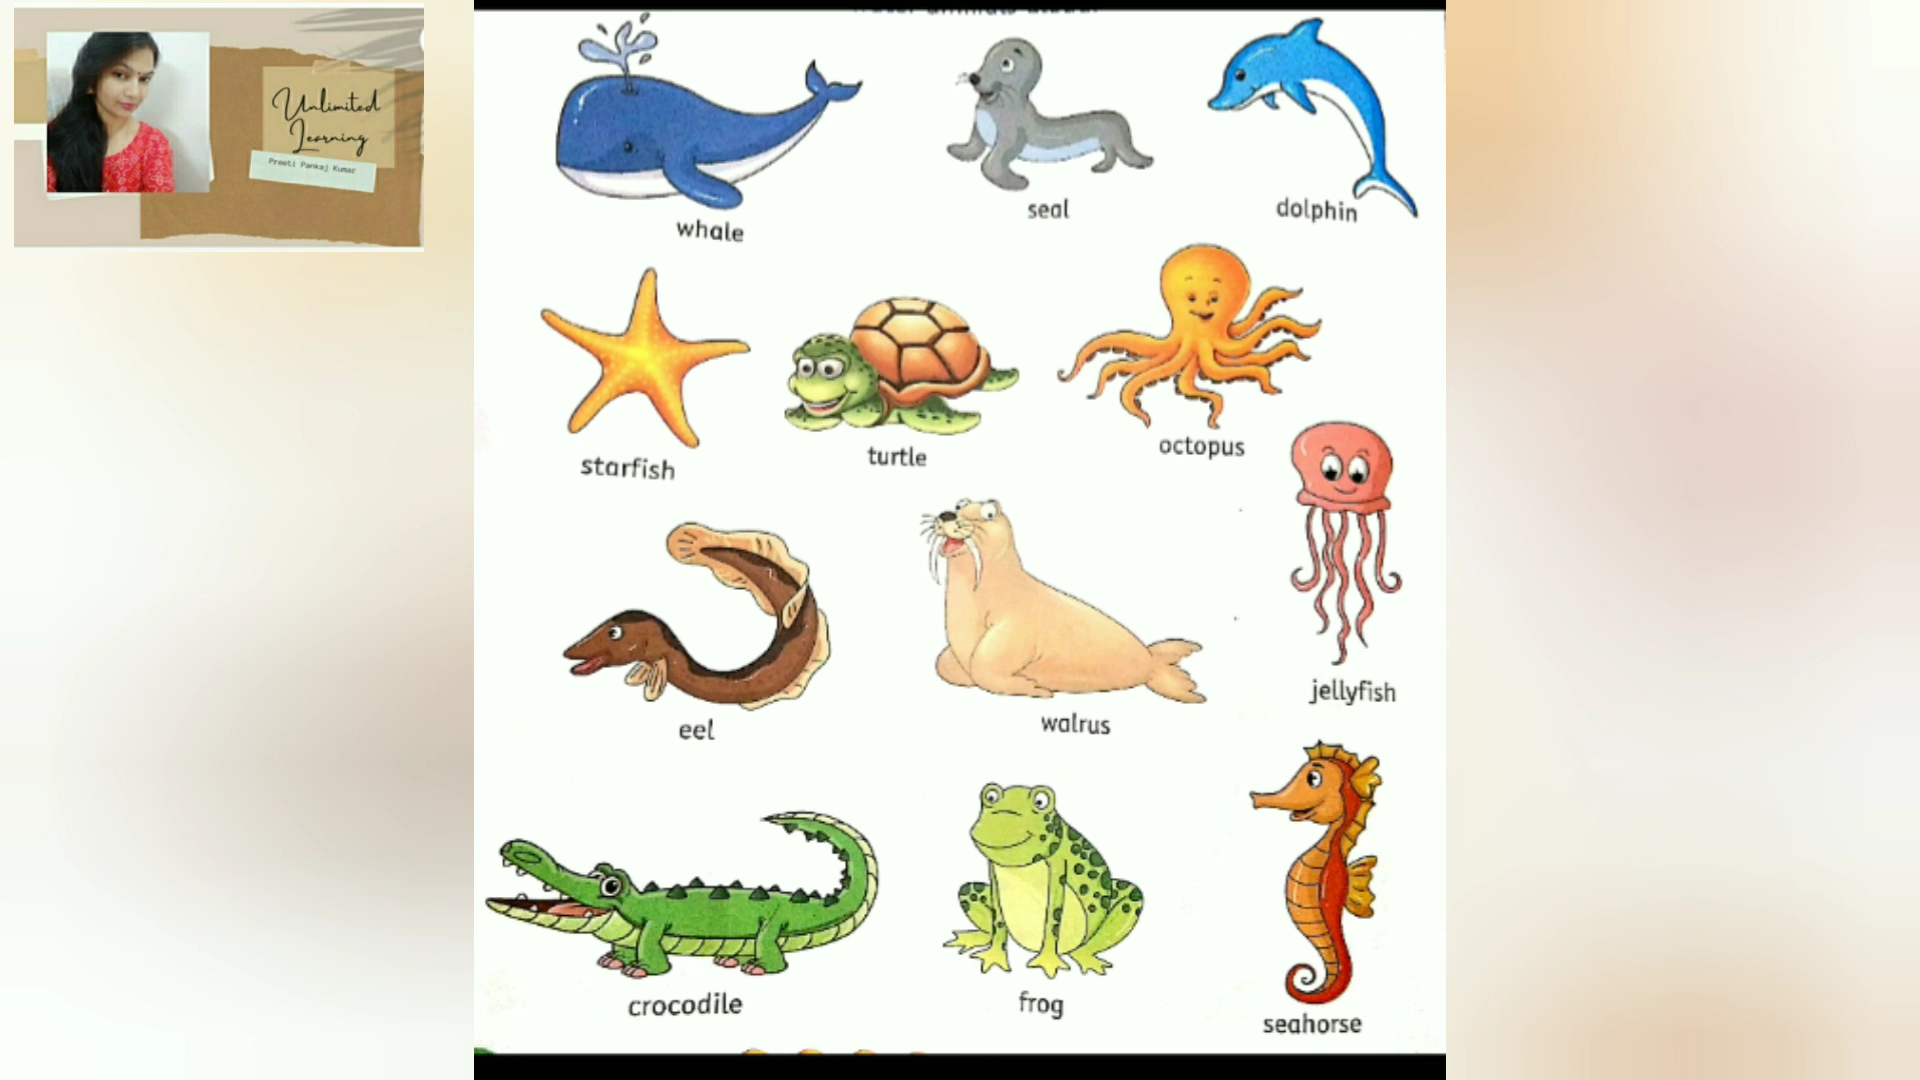 Unlimited
Learning
Preeti Pankaj Kumar
whale
seal
dolphin
starfish
turtle
octopus
eel
walrus
jellyfish
crocodile
frog
seahorse